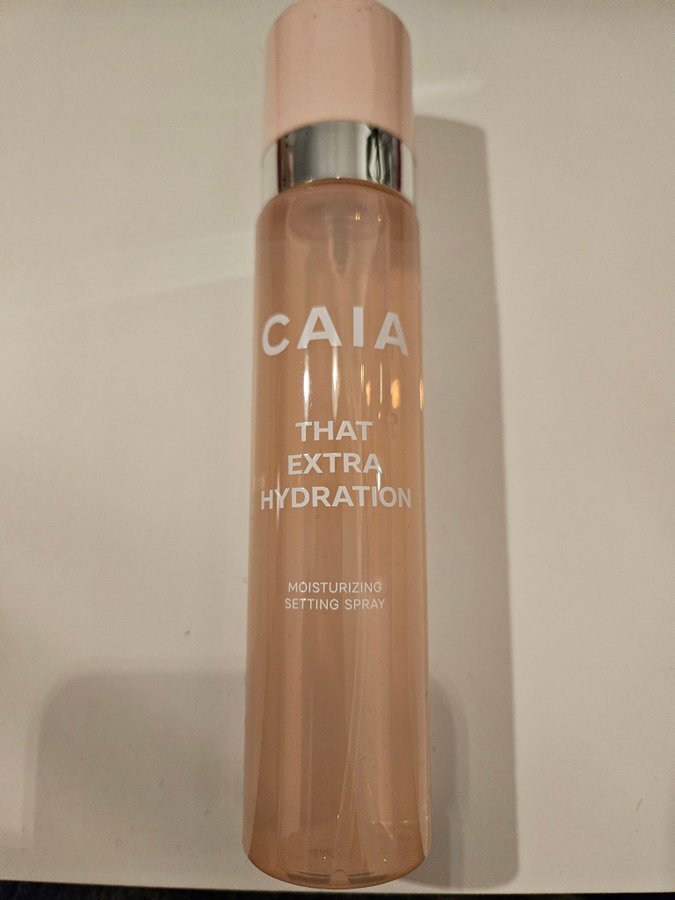 CAIA
THAT
EXTRA
HYDRATION
MOISTURIZING
SETTING SPRAY